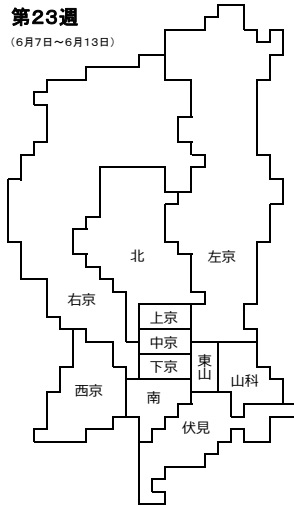 第23週
（6月7日～6月13日）
北
左京
右京
上京
中京
下京
東山
山科
西京
南
伏見